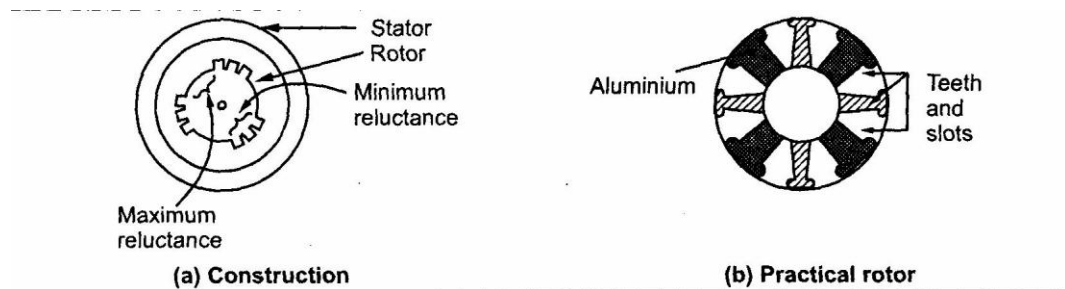 Stator
Rotor
Minimum
reluctance
Maximum
reluctance
(a) Construction
Aluminium
Teeth
and
slots
(b) Practical rotor